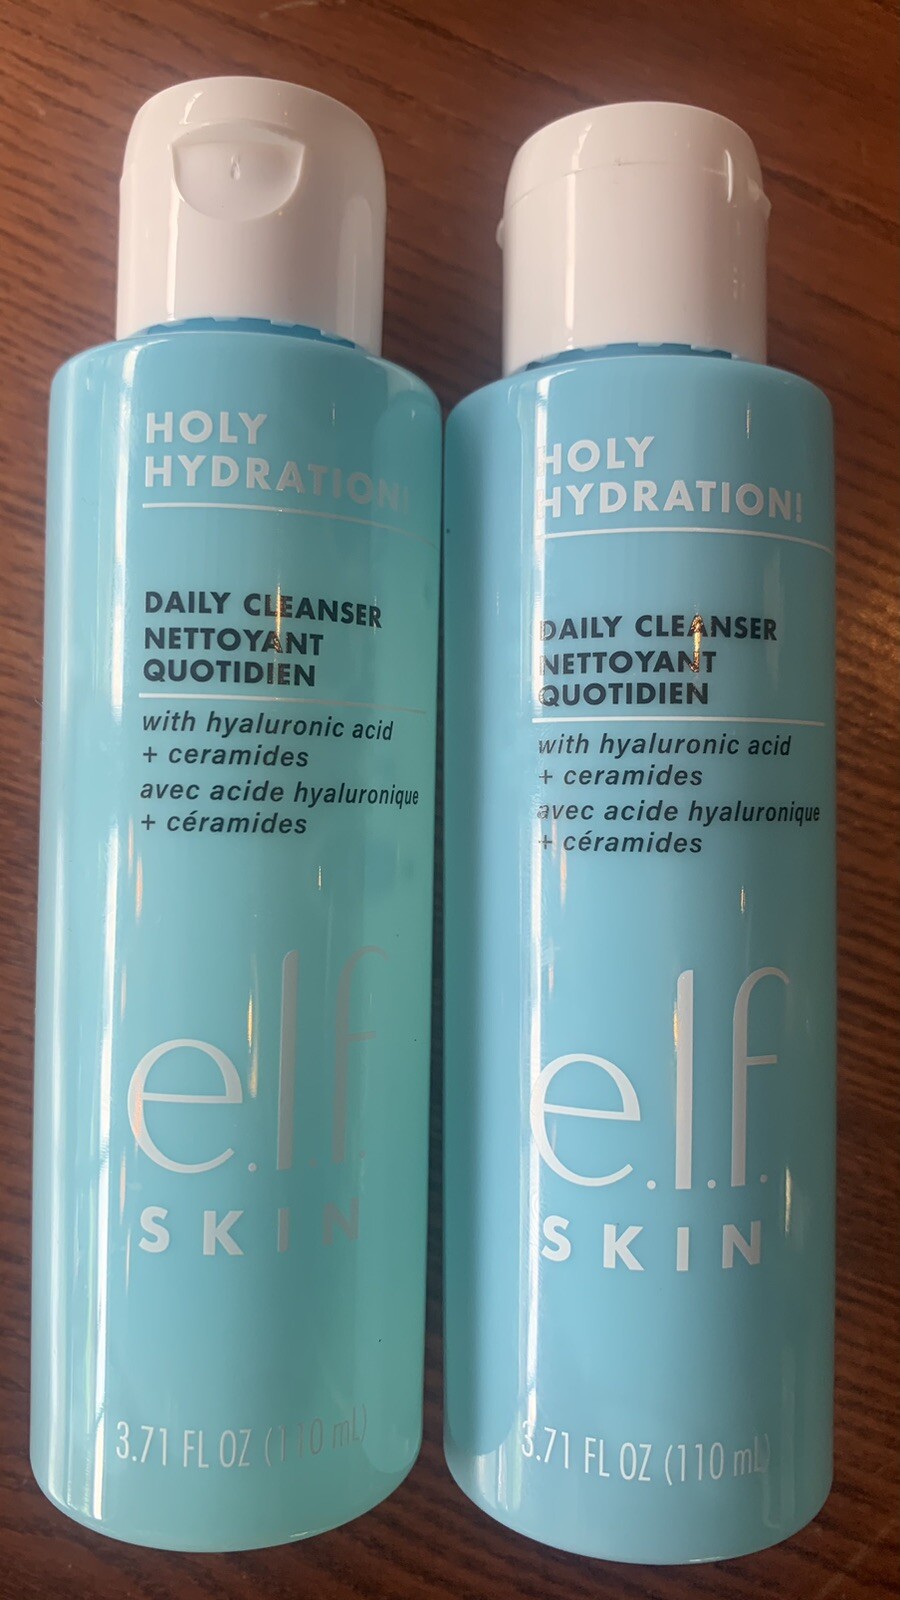 HOLY
HYDRATION!
DAILY CLEANSER
NETTOYANT
QUOTIDIEN
with hyaluronic acid
+ ceramides
avec acide hyaluronique
+ céramides
e.l.f.
SKIN
3.71 FL OZ (110 mL)
HOLY
HYDRATION!
DAILY CLEANSER
NETTOYANT
QUOTIDIEN
with hyaluronic acid
+ ceramides
avec acide hyaluronique
+ céramides
e.l.f.
SKIN
3.71 FL OZ (110 mL)